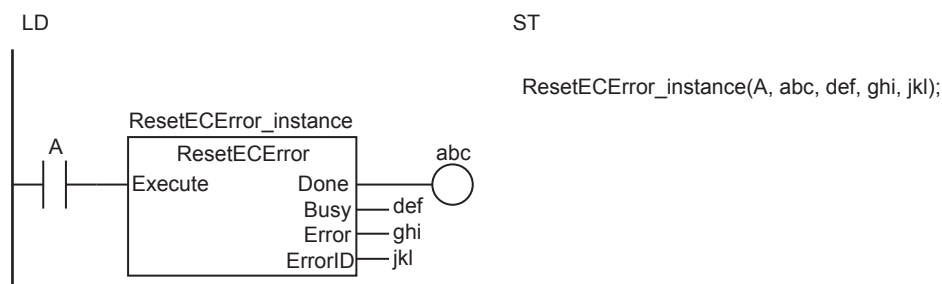 LD
ST
ResetECError_instance(A, abc, def, ghi, jkl);
ResetECError_instance
A
ResetECError
abc
Execute
Done
Busy
def
Error
ghi
ErrorID
jkl